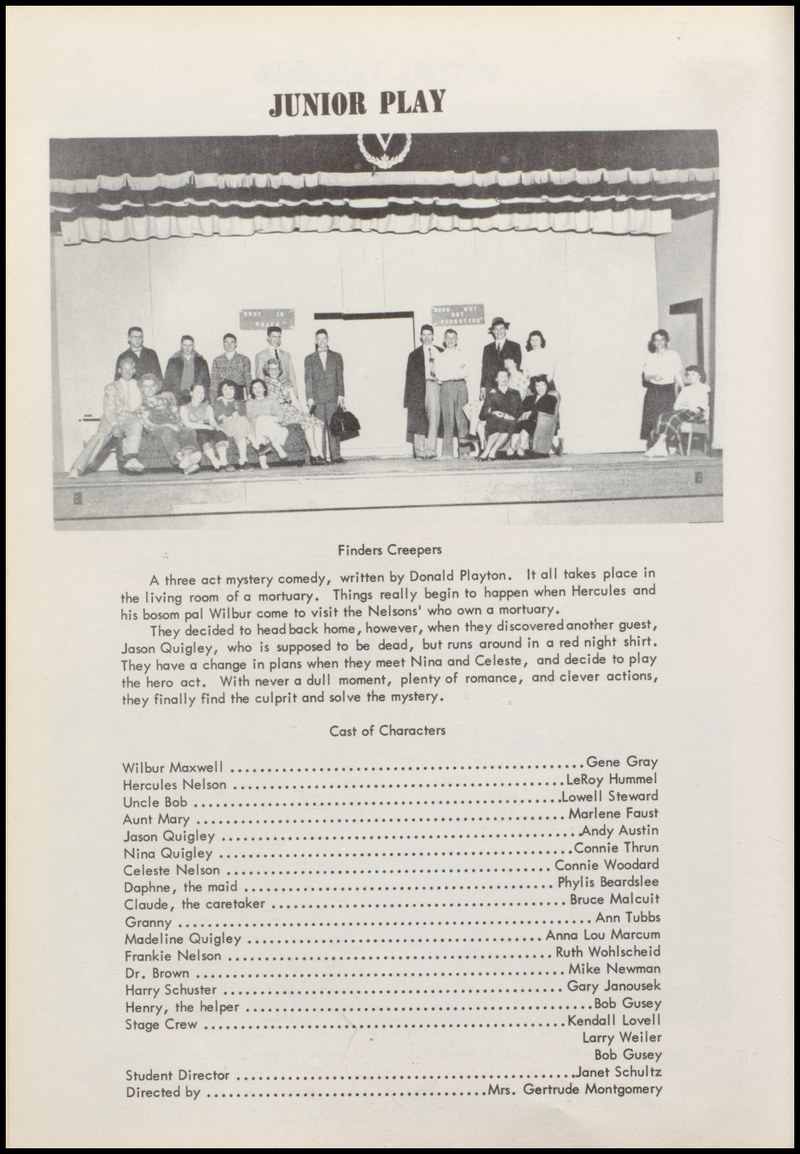 JUNIOR PLAY
V
REST IN
PEACE
Finders Creepers
A three act mystery comedy, written by Donald Playton. It all takes place in
the living room of a mortuary. Things really begin to happen when Hercules and
his bosom pal Wilbur come to visit the Nelsons' who own a mortuary.
They decided to head back home, however, when they discovered another guest,
Jason Quigley, who is supposed to be dead, but runs around in a red night shirt.
They have a change in plans when they meet Nina and Celeste, and decide to play
the hero act. With never a dull moment, plenty of romance, and clever actions,
they finally find the culprit and solve the mystery.
Cast of Characters
Wilbur Maxwell ................................................Gene Gray
Hercules Nelson .............................................LeRoy Hummel
Uncle Bob .................................................Lowell Steward
Aunt Mary .................................................Marlene Faust
Jason Quigley ................................................Andy Austin
Nina Quigley ...............................................Connie Thrun
Celeste Nelson ............................................Connie Woodard
Daphne, the maid .........................................Phylis Beardslee
Claude, the caretaker .......................................Bruce Malcuit
Granny .......................................................Ann Tubbs
Madeline Quigley .......................................Anna Lou Marcum
Frankie Nelson ...........................................Ruth Wohlscheid
Dr. Brown .................................................Mike Newman
Harry Schuster .............................................Gary Janousek
Henry, the helper ..............................................Bob Gusey
Stage Crew ................................................Kendall Lovell
Larry Weiler
Bob Gusey
Student Director .............................................Janet Schultz
Directed by .....................................Mrs. Gertrude Montgomery